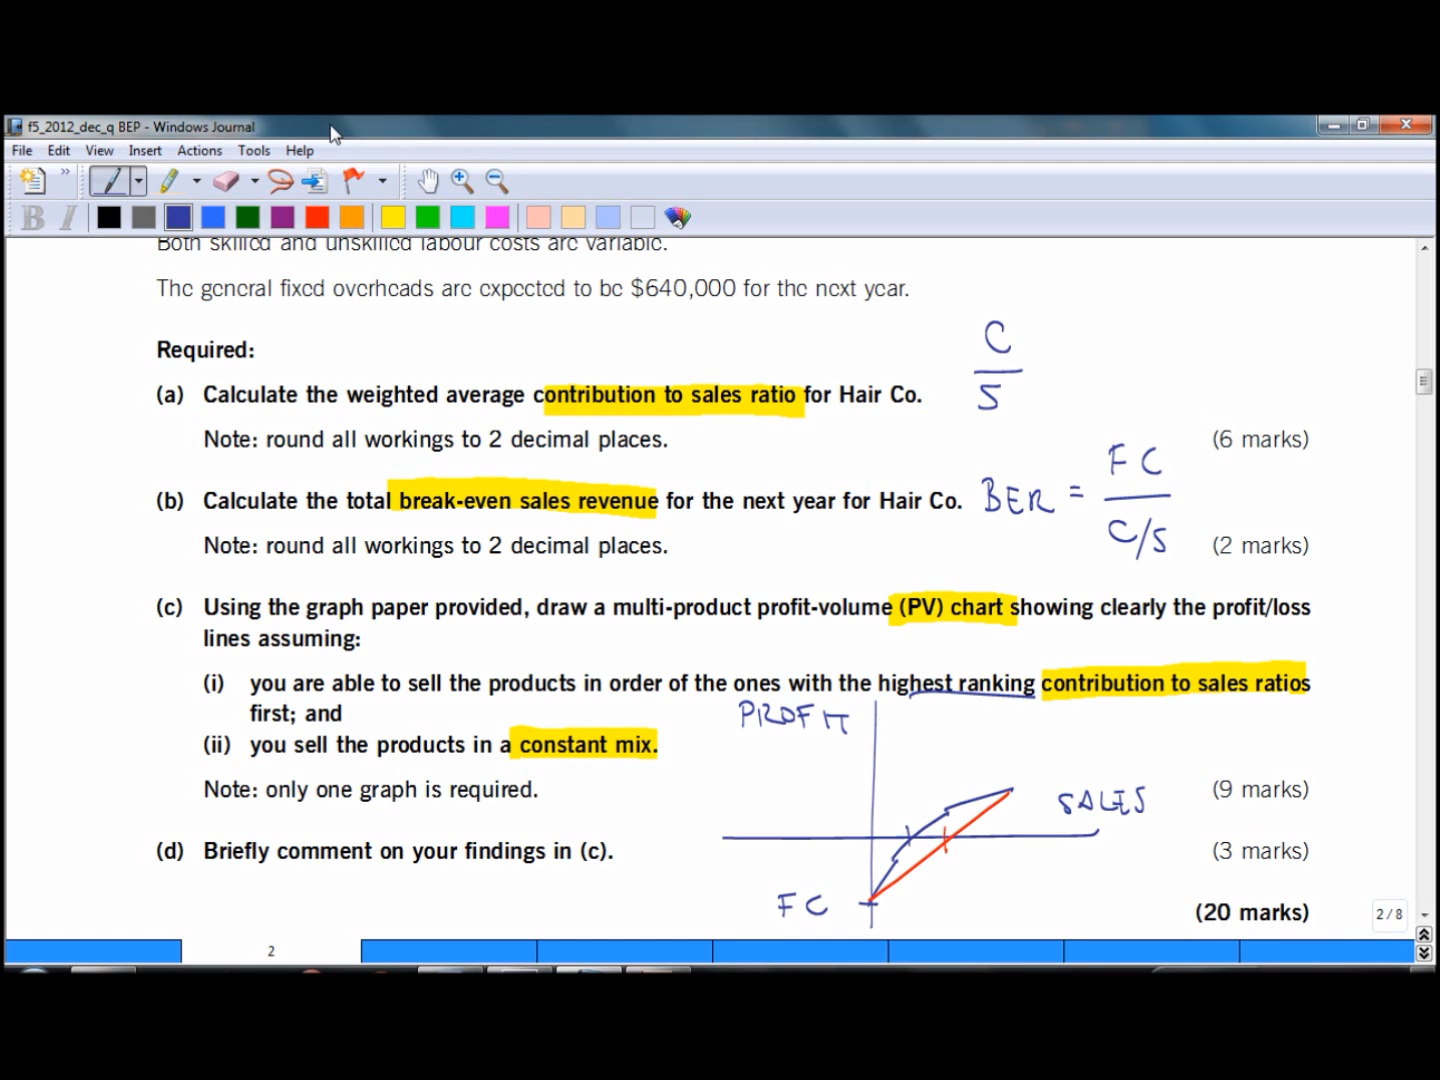 f5_2012_dec_q BEP - Windows Journal
File Edit View Insert Actions Tools Help
B I
Both skilled and unskilled labour costs are variable.
The general fixed overheads are expected to be $640,000 for the next year.
Required:
C
S
(a) Calculate the weighted average contribution to sales ratio for Hair Co.
Note: round all workings to 2 decimal places. (6 marks)
(b) Calculate the total break-even sales revenue for the next year for Hair Co.
BER = FC
C/S
Note: round all workings to 2 decimal places. (2 marks)
(c) Using the graph paper provided, draw a multi-product profit-volume (PV) chart showing clearly the profit/loss
lines assuming:
(i) you are able to sell the products in order of the ones with the highest ranking contribution to sales ratios
first; and
PROFIT
(ii) you sell the products in a constant mix.
Note: only one graph is required. (9 marks)
SALES
(d) Briefly comment on your findings in (c). (3 marks)
FC
(20 marks)
2 / 8
2